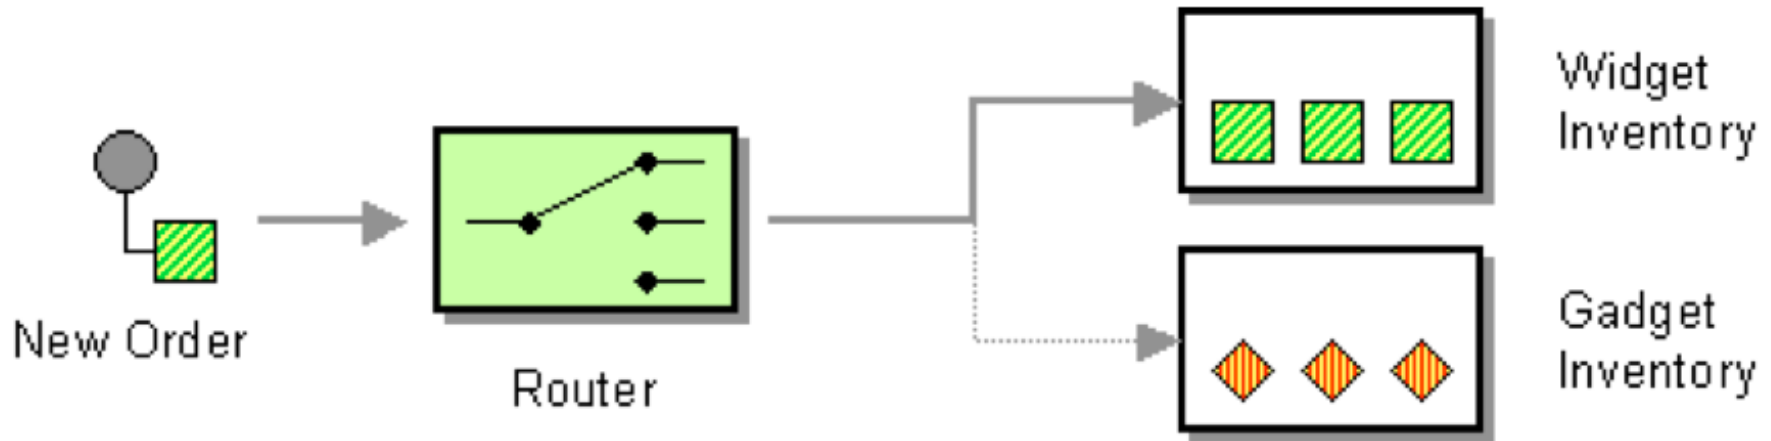 New Order
Router
Widget
Inventory
Gadget
Inventory